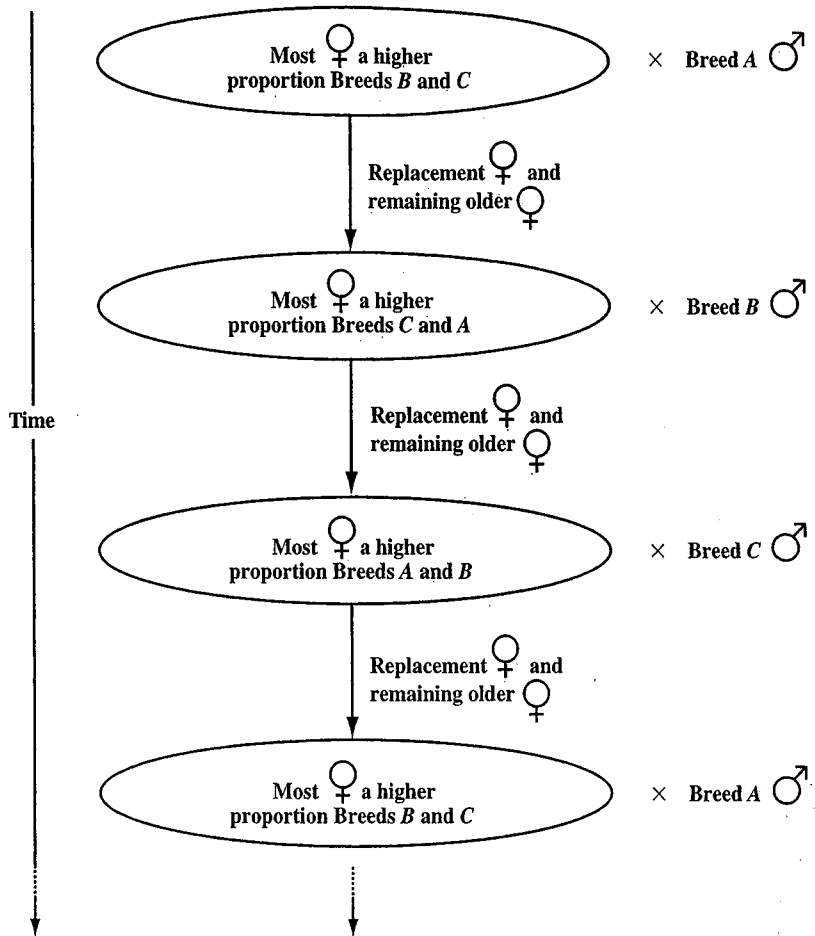 Most ♀ a higher
proportion Breeds B and C
× Breed A ♂
Replacement ♀ and
remaining older ♀
Most ♀ a higher
proportion Breeds C and A
× Breed B ♂
Time
Replacement ♀ and
remaining older ♀
Most ♀ a higher
proportion Breeds A and B
× Breed C ♂
Replacement ♀ and
remaining older ♀
Most ♀ a higher
proportion Breeds B and C
× Breed A ♂